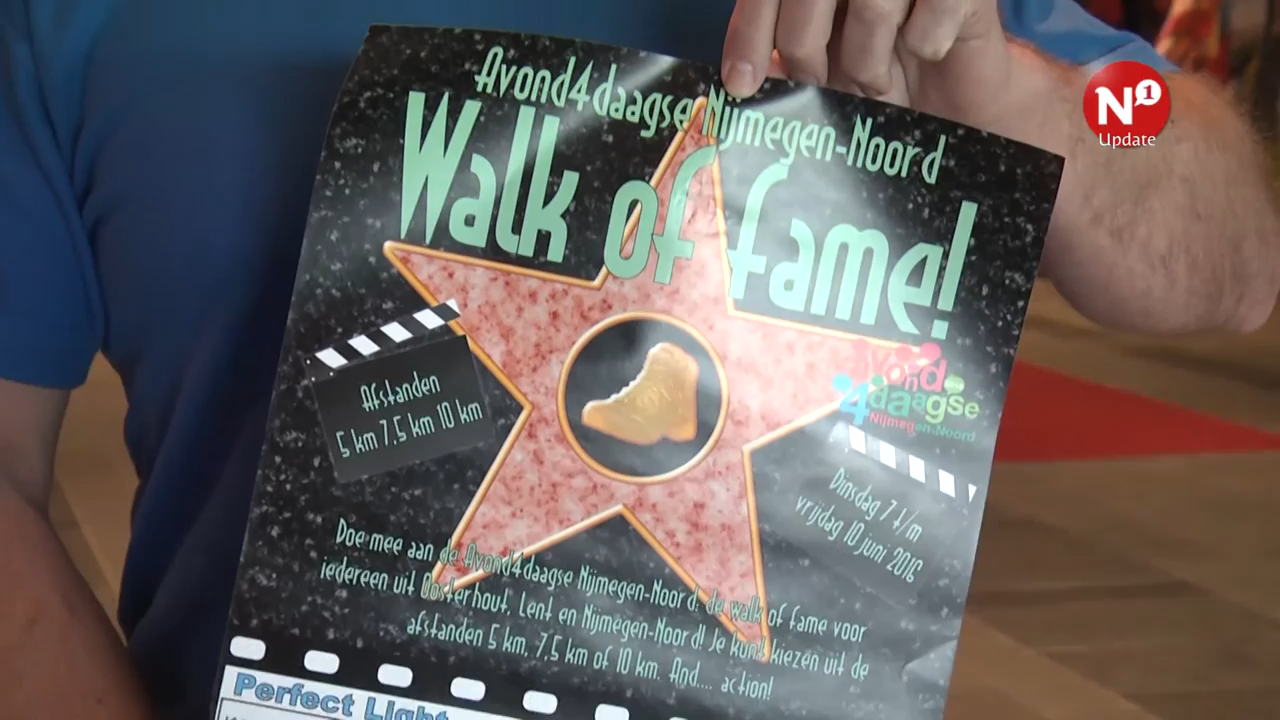 Avond4daagse Nijmegen-Noord
Walk of fame!
N1
Update
Afstanden
5 km 7,5 km 10 km
Avond
4daagse
Nijmegen-Noord
Dinsdag 7 t/m
vrijdag 10 juni 2016
Doe mee aan de Avond4daagse Nijmegen-Noord: de walk of fame voor
iedereen uit Oosterhout, Lent en Nijmegen-Noord! Je kunt kiezen uit de
afstanden 5 km, 7,5 km of 10 km. And.... action!
Perfect Light